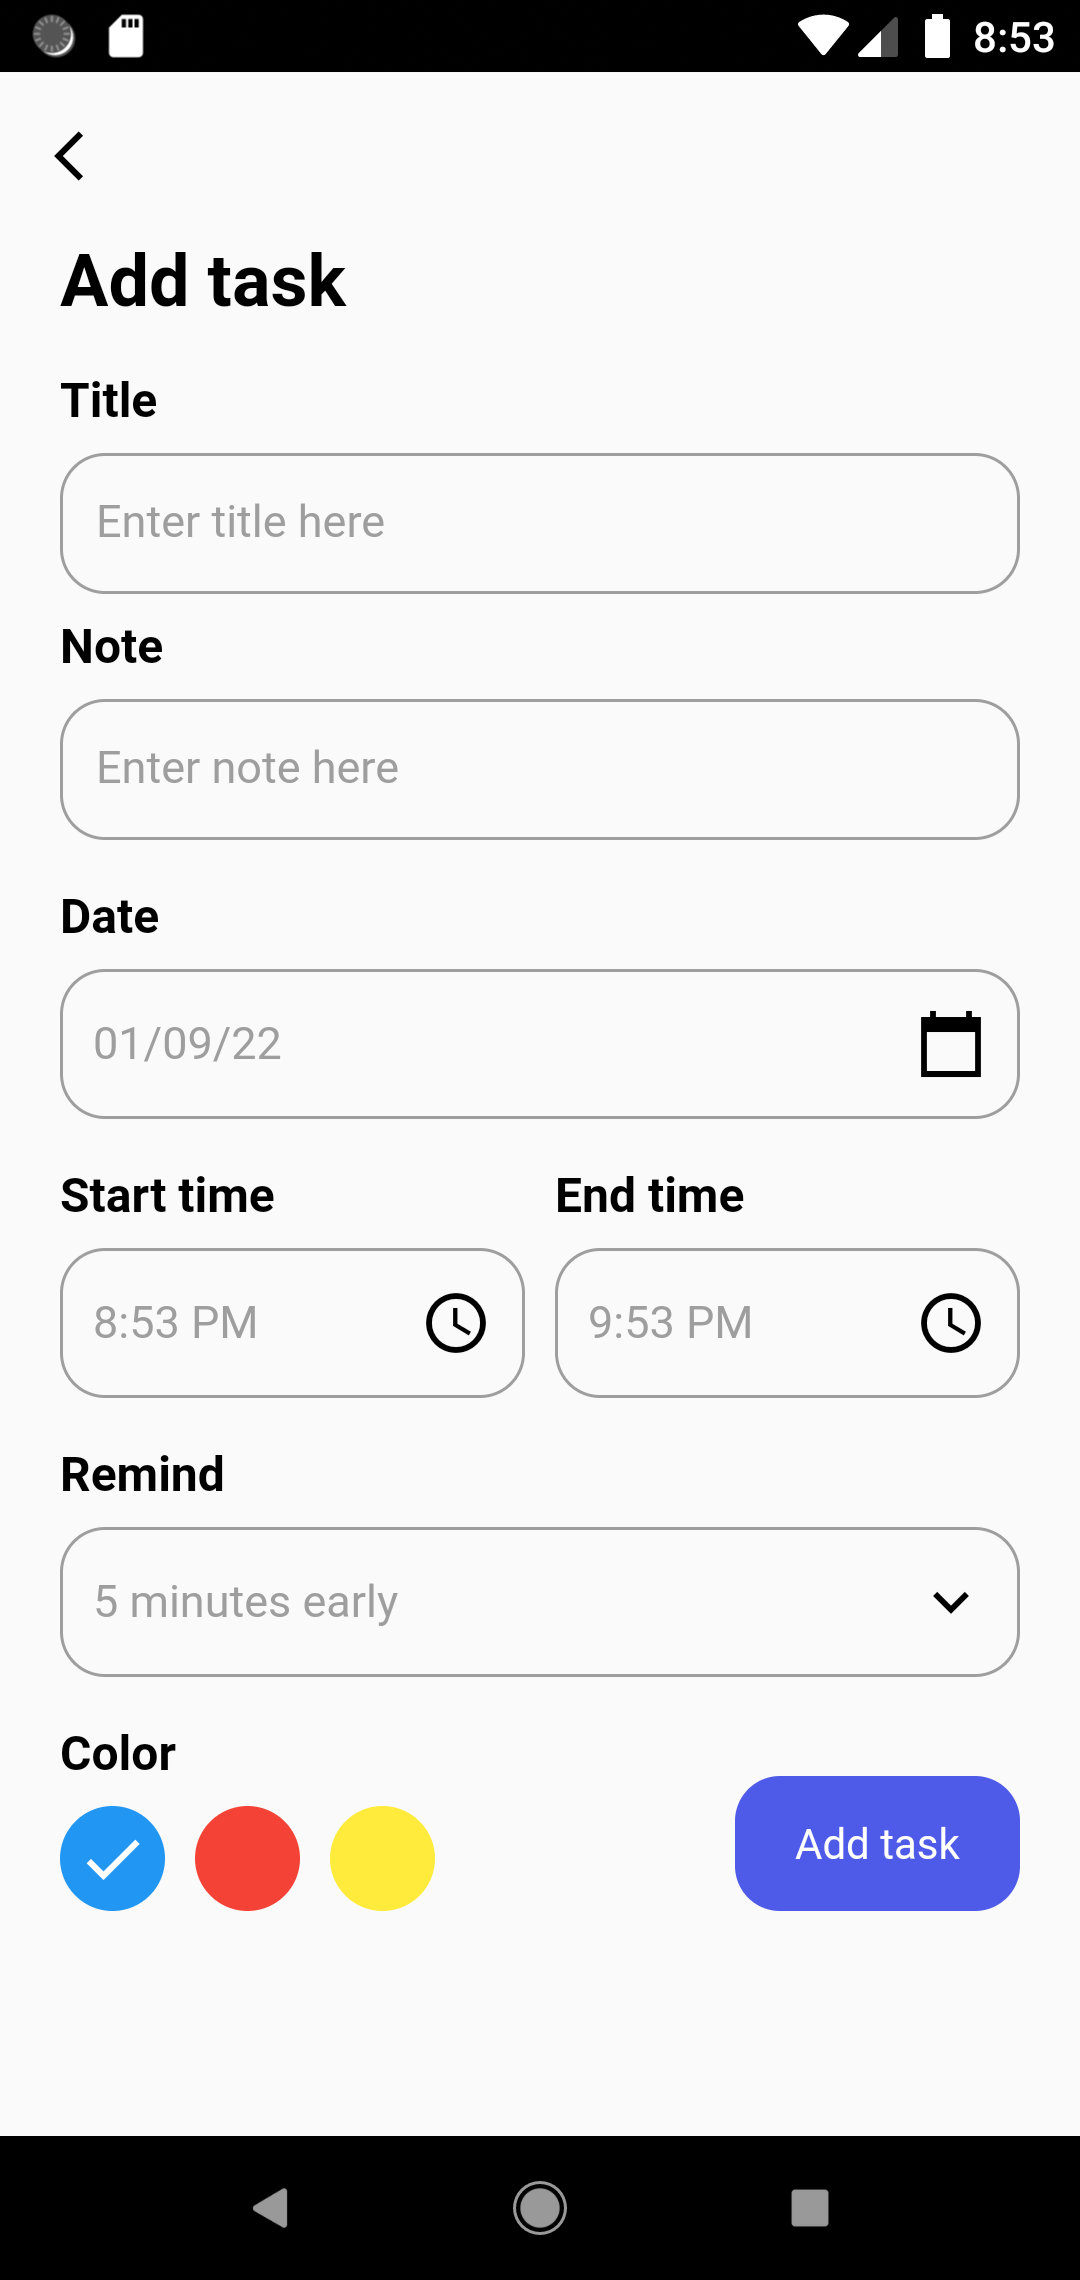 8:53
Add task
Title
Enter title here
Note
Enter note here
Date
01/09/22
Start time
End time
8:53 PM
9:53 PM
Remind
5 minutes early
Color
Add task